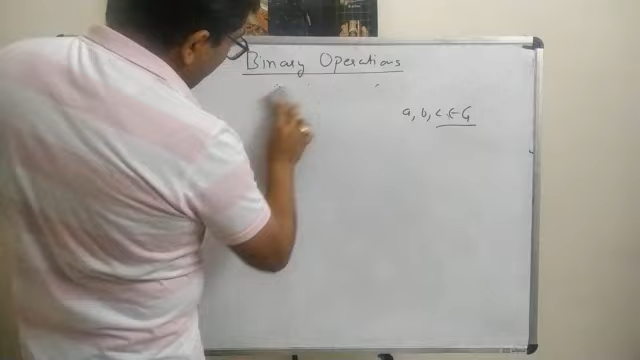 Binary Operations
a, b, c ∈ G